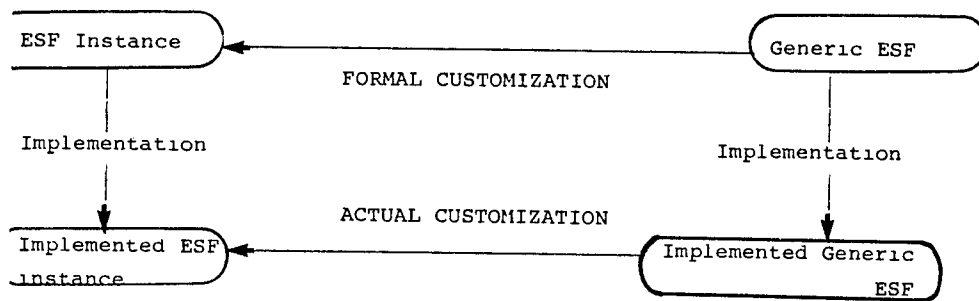 ESF Instance
Generic ESF
FORMAL CUSTOMIZATION
Implementation
Implementation
ACTUAL CUSTOMIZATION
Implemented ESF
instance
Implemented Generic
ESF